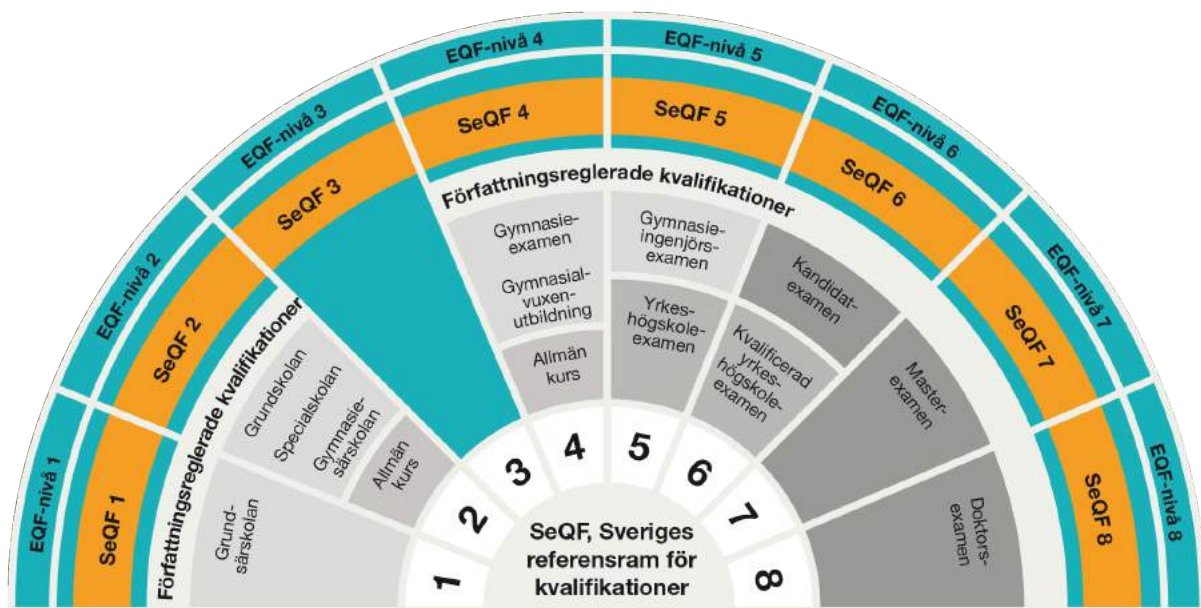 EQF-nivå 1
EQF-nivå 2
EQF-nivå 3
EQF-nivå 4
EQF-nivå 5
EQF-nivå 6
EQF-nivå 7
EQF-nivå 8
SeQF 1
SeQF 2
SeQF 3
SeQF 4
SeQF 5
SeQF 6
SeQF 7
SeQF 8
Författningsreglerade kvalifikationer
Författningsreglerade kvalifikationer
Grund-
särskolan
Grundskolan
Specialskolan
Gymnasie-
särskolan
Allmän
kurs
Gymnasie-
examen
Gymnasial-
vuxen-
utbildning
Allmän
kurs
Gymnasie-
ingenjörs-
examen
Yrkes-
högskole-
examen
Kandidat-
examen
Kvalificerad
yrkes-
högskole-
examen
Master-
examen
Doktors-
examen
1
2
3
4
5
6
7
8
SeQF, Sveriges
referensram för
kvalifikationer